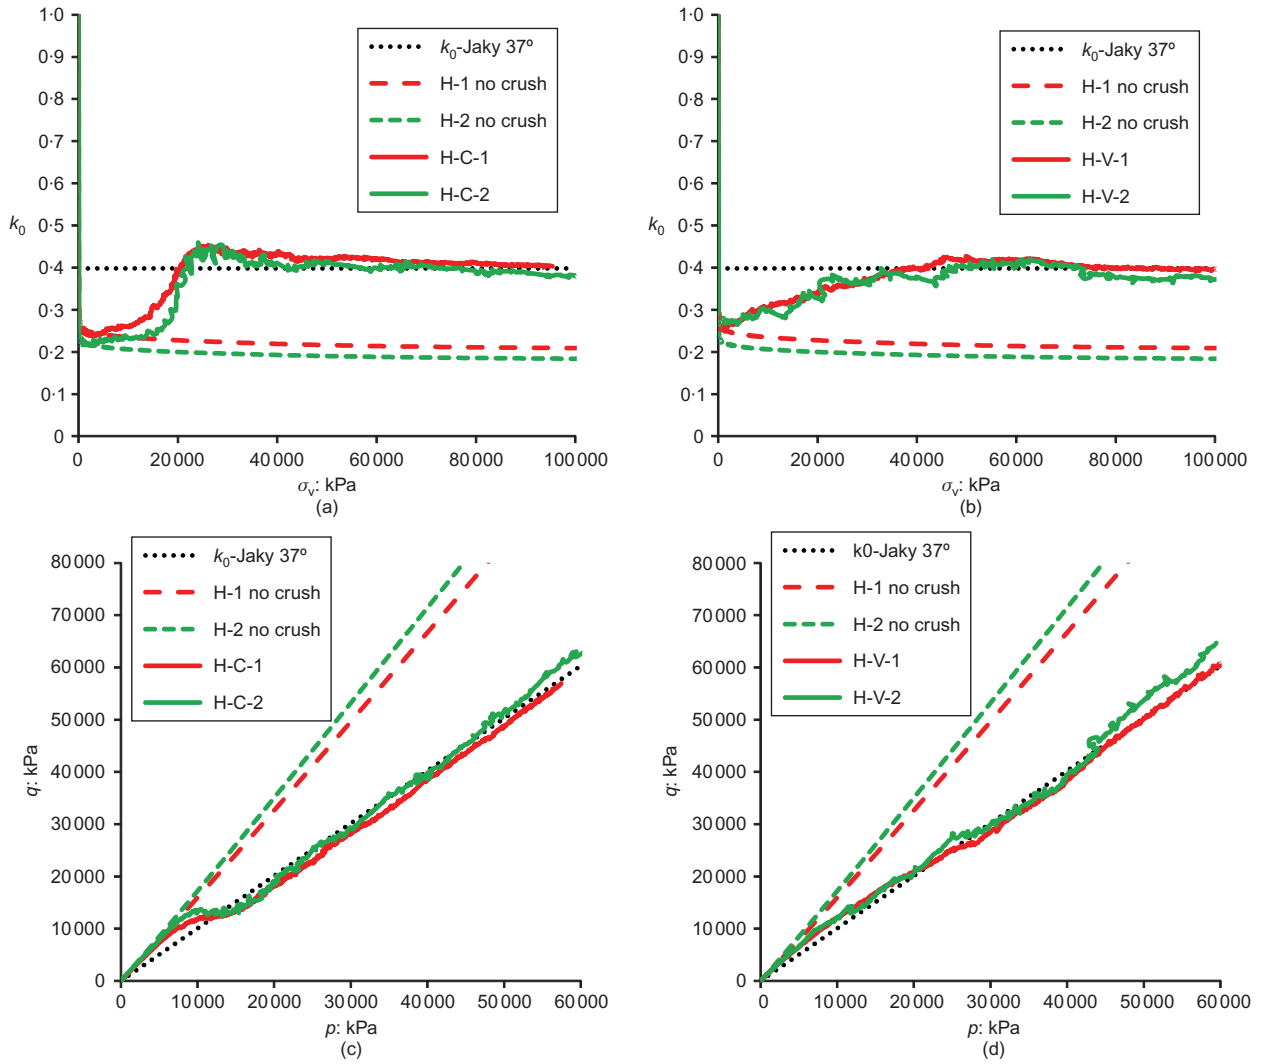 1·0
0·9
0·8
0·7
0·6
0·5
k0
0·4
0·3
0·2
0·1
0
0 20 000 40 000 60 000 80 000 100 000
σv: kPa
(a)
k0-Jaky 37º
H-1 no crush
H-2 no crush
H-C-1
H-C-2
1·0
0·9
0·8
0·7
0·6
0·5
k0
0·4
0·3
0·2
0·1
0
0 20 000 40 000 60 000 80 000 100 000
σv: kPa
(b)
k0-Jaky 37º
H-1 no crush
H-2 no crush
H-V-1
H-V-2
80 000
70 000
60 000
50 000
40 000
30 000
20 000
10 000
0
q: kPa
0 10 000 20 000 30 000 40 000 50 000 60 000
p: kPa
(c)
k0-Jaky 37º
H-1 no crush
H-2 no crush
H-C-1
H-C-2
80 000
70 000
60 000
50 000
40 000
30 000
20 000
10 000
0
q: kPa
0 10 000 20 000 30 000 40 000 50 000 60 000
p: kPa
(d)
k0-Jaky 37º
H-1 no crush
H-2 no crush
H-V-1
H-V-2